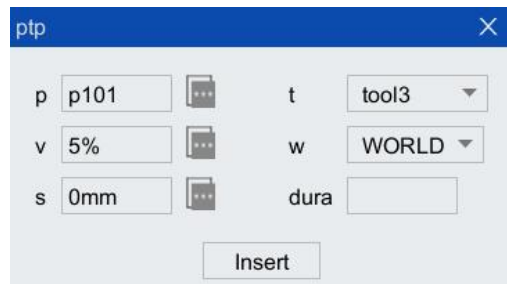 ptp
p p101 t tool3
v 5% w WORLD
s 0mm dura
Insert